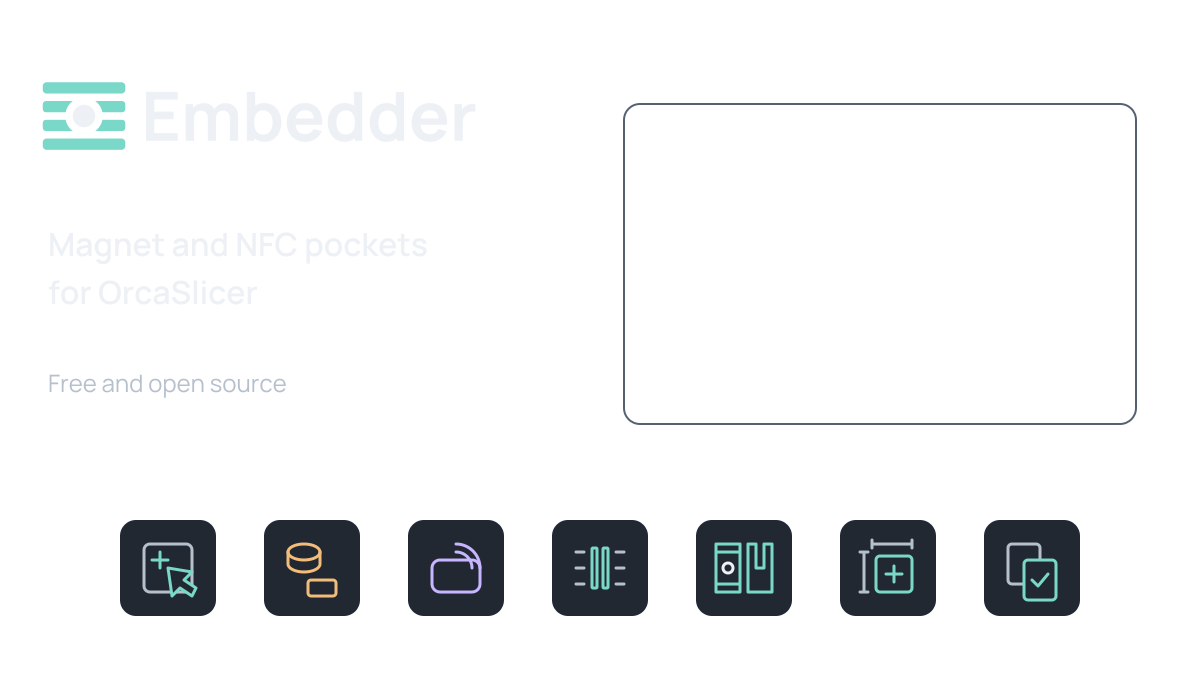 Embedder
Magnet and NFC pockets
for OrcaSlicer
Free and open source